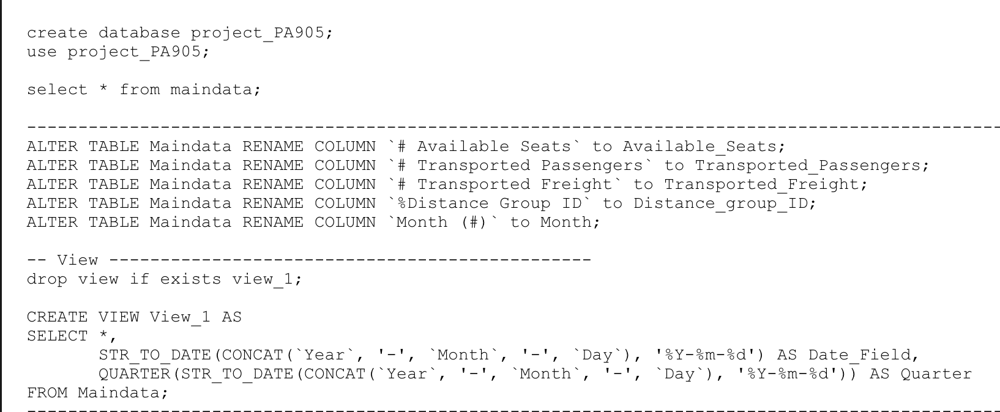 create database project_PA905;
use project_PA905;
select * from maindata;
-----------------------------------------------------------------------------------------------
ALTER TABLE Maindata RENAME COLUMN `# Available Seats` to Available_Seats;
ALTER TABLE Maindata RENAME COLUMN `# Transported Passengers` to Transported_Passengers;
ALTER TABLE Maindata RENAME COLUMN `# Transported Freight` to Transported_Freight;
ALTER TABLE Maindata RENAME COLUMN `%Distance Group ID` to Distance_group_ID;
ALTER TABLE Maindata RENAME COLUMN `Month (#)` to Month;
-- View -----------------------------------------------
drop view if exists view_1;
CREATE VIEW View_1 AS
SELECT *,
       STR_TO_DATE(CONCAT(`Year`, '-', `Month`, '-', `Day`), '%Y-%m-%d') AS Date_Field,
       QUARTER(STR_TO_DATE(CONCAT(`Year`, '-', `Month`, '-', `Day`), '%Y-%m-%d')) AS Quarter
FROM Maindata;
-----------------------------------------------------------------------------------------------